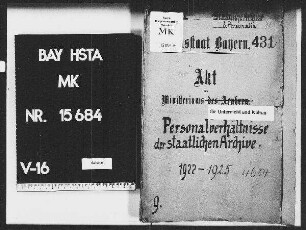 BAY HSTA
MK
NR. 15684
V-16
MK
Freistaat Bayern. 431
Akt
des
Ministeriums des Äußern.
für Unterricht und Kultus
Personalverhältnisse
der staatlichen Archive.
1922-1925
9.